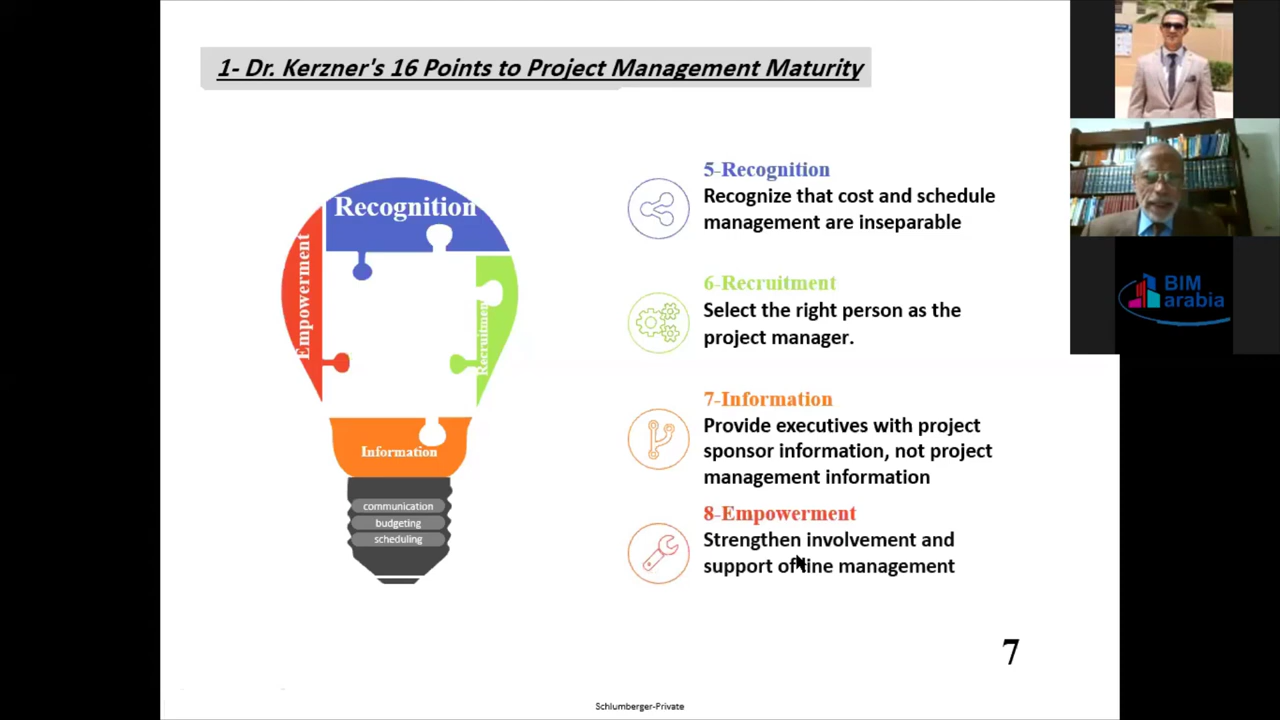 1- Dr. Kerzner's 16 Points to Project Management Maturity
Recognition
Empowerment
Recruitment
Information
communication
budgeting
scheduling
5-Recognition
Recognize that cost and schedule
management are inseparable
6-Recruitment
Select the right person as the
project manager.
7-Information
Provide executives with project
sponsor information, not project
management information
8-Empowerment
Strengthen involvement and
support of line management
7
Schlumberger-Private
BIM
arabia